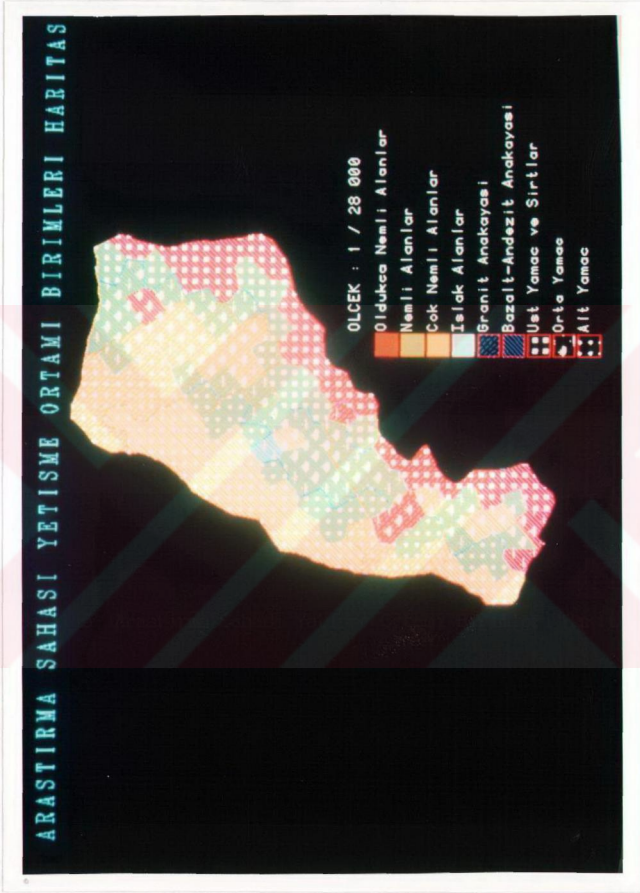 ARASTIRMA SAHASI YETISME ORTAMI BIRIMLERI HARITAS
OLCEK : 1 / 28 000
Oldukca Nemli Alanlar
Nemli Alanlar
Cok Nemli Alanlar
Islak Alanlar
Granit Anakayasi
Bazalt-Andezit Anakayasi
Ust Yamac ve Sirtlar
Orta Yamac
Alt Yamac